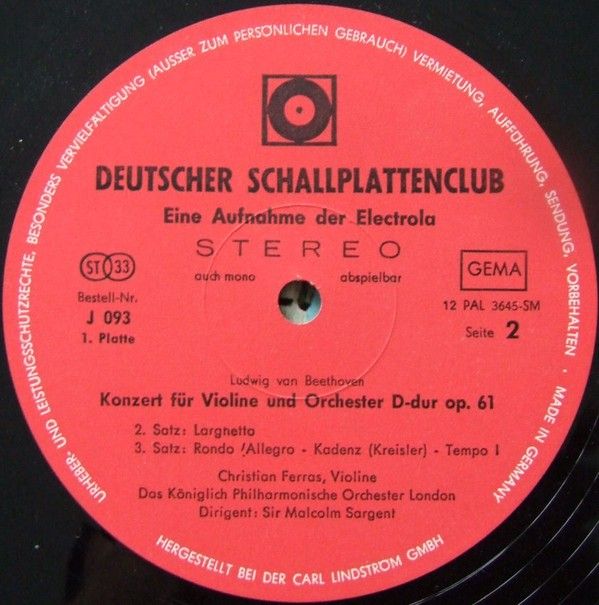 URHEBER- UND LEISTUNGSSCHUTZRECHTE, BESONDERS VERVIELFÄLTIGUNG (AUSSER ZUM PERSÖNLICHEN GEBRAUCH) VERMIETUNG, AUFFÜHRUNG, SENDUNG, VORBEHALTEN · MADE IN GERMANY
DEUTSCHER SCHALLPLATTENCLUB
Eine Aufnahme der Electrola
STEREO
auch mono abspielbar
ST 33
GEMA
Bestell-Nr.
J 093
1. Platte
12 PAL 3645-SM
Seite 2
Ludwig van Beethoven
Konzert für Violine und Orchester D-dur op. 61
2. Satz: Larghetto
3. Satz: Rondo (Allegro - Kadenz (Kreisler) - Tempo I
Christian Ferras, Violine
Das Königlich Philharmonische Orchester London
Dirigent: Sir Malcolm Sargent
HERGESTELLT BEI DER CARL LINDSTRÖM GMBH